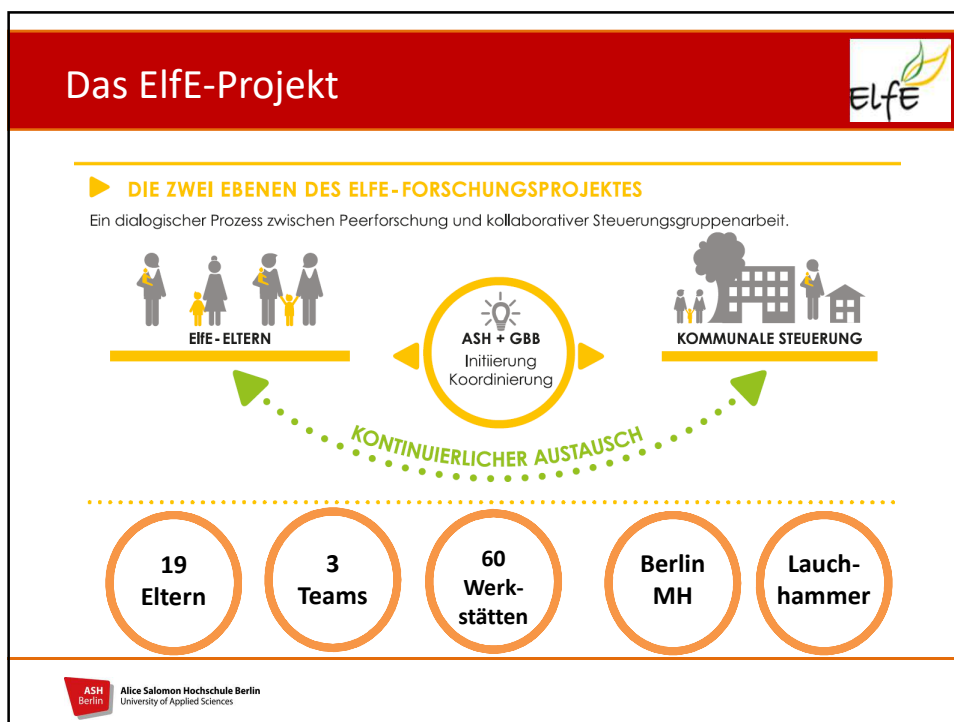 Das ElfE-Projekt
ElfE
DIE ZWEI EBENEN DES ELFE-FORSCHUNGSPROJEKTES
Ein dialogischer Prozess zwischen Peerforschung und kollaborativer Steuerungsgruppenarbeit.
ElfE-ELTERN
ASH + GBB
Initiierung
Koordinierung
KOMMUNALE STEUERUNG
KONTINUIERLICHER AUSTAUSCH
19
Eltern
3
Teams
60
Werk-
stätten
Berlin
MH
Lauch-
hammer
ASH
Berlin
Alice Salomon Hochschule Berlin
University of Applied Sciences